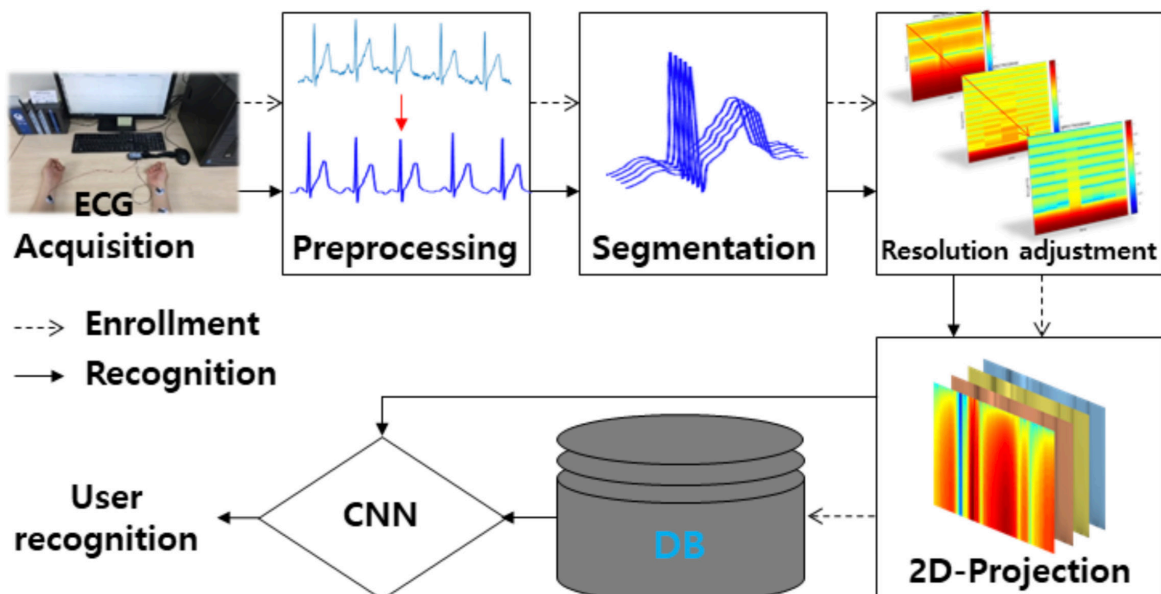 ECG
Acquisition
Preprocessing
Segmentation
Resolution adjustment
Enrollment
Recognition
User
recognition
CNN
DB
2D-Projection